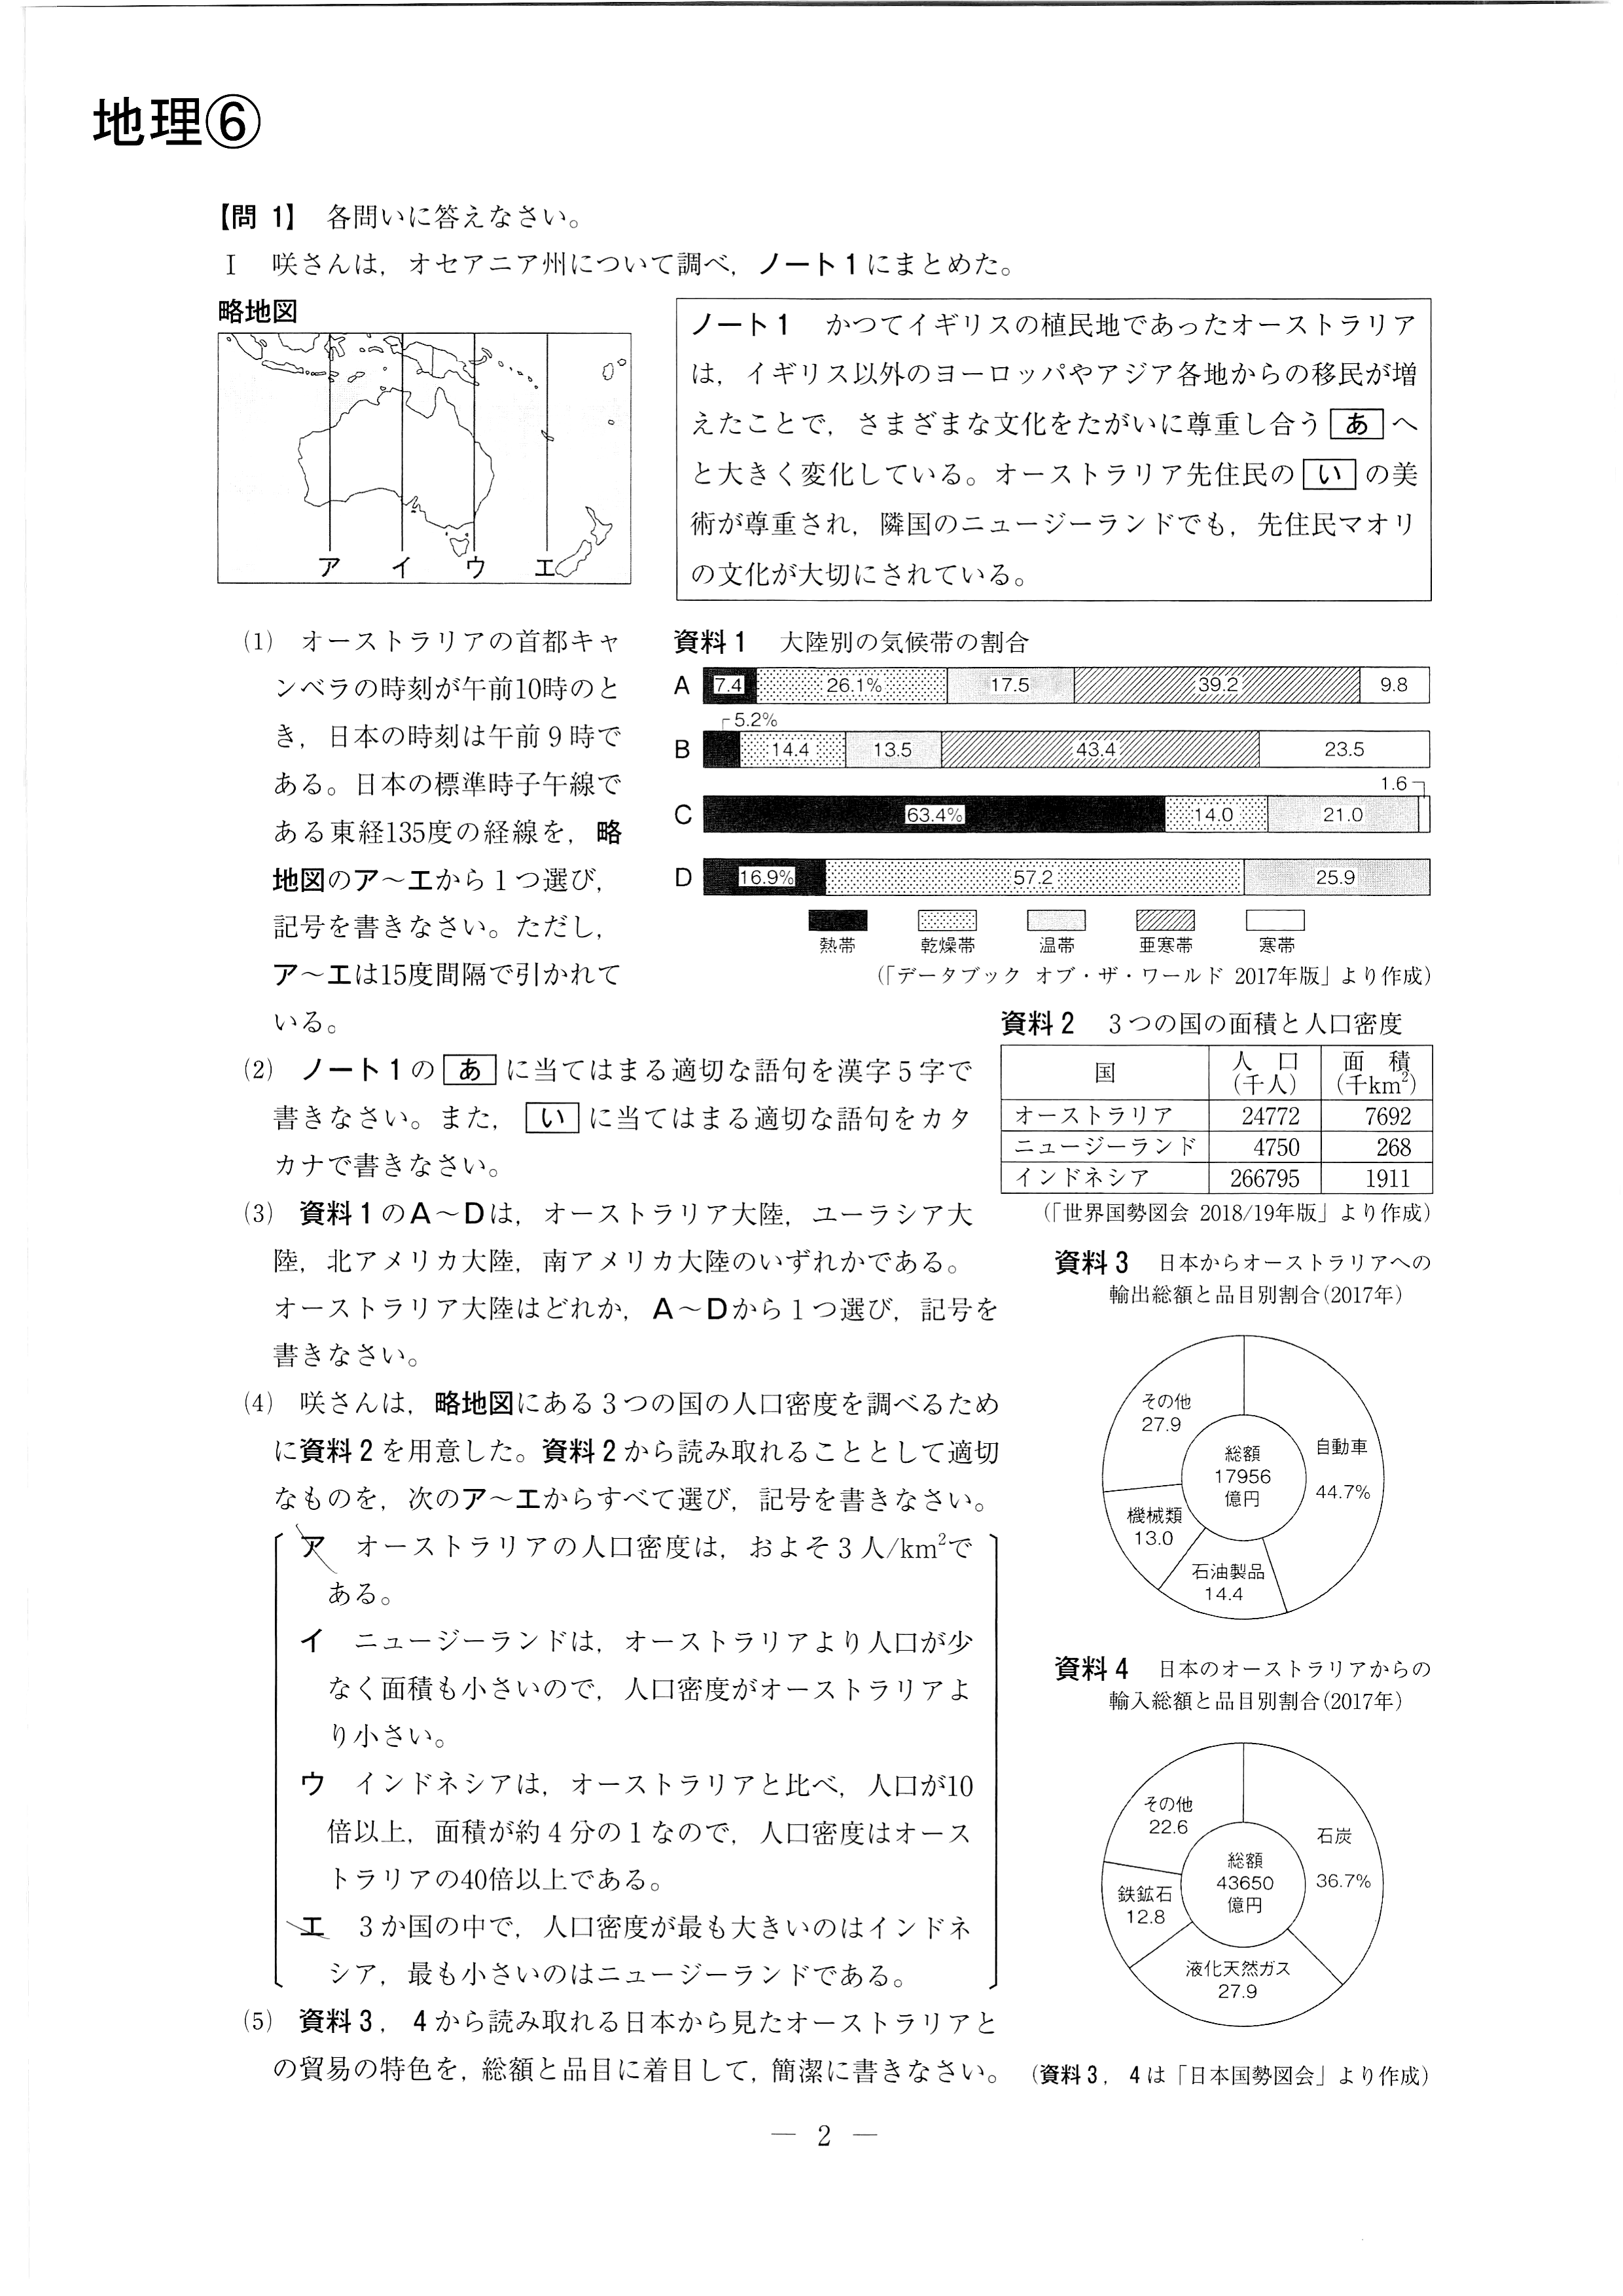 地理⑥
【問 1】 各問いに答えなさい。
Ⅰ 咲さんは，オセアニア州について調べ，ノート1にまとめた。
略地図
ア イ ウ エ
ノート1 かつてイギリスの植民地であったオーストラリア
は，イギリス以外のヨーロッパやアジア各地からの移民が増
えたことで，さまざまな文化をたがいに尊重し合う あ へ
と大きく変化している。オーストラリア先住民の い の美
術が尊重され，隣国のニュージーランドでも，先住民マオリ
の文化が大切にされている。
(1) オーストラリアの首都キャ
ンベラの時刻が午前10時のと
き，日本の時刻は午前9時で
ある。日本の標準時子午線で
ある東経135度の経線を，略
地図のア～エから1つ選び，
記号を書きなさい。ただし，
ア～エは15度間隔で引かれて
いる。
資料1 大陸別の気候帯の割合
A 7.4 26.1% 17.5 39.2 9.8
5.2%
B 14.4 13.5 43.4 23.5
1.6
C 63.4% 14.0 21.0
D 16.9% 57.2 25.9
熱帯 乾燥帯 温帯 亜寒帯 寒帯
（「データブック オブ・ザ・ワールド 2017年版」より作成）
(2) ノート1の あ に当てはまる適切な語句を漢字5字で
書きなさい。また， い に当てはまる適切な語句をカタ
カナで書きなさい。
(3) 資料1のA～Dは，オーストラリア大陸，ユーラシア大
陸，北アメリカ大陸，南アメリカ大陸のいずれかである。
オーストラリア大陸はどれか，A～Dから1つ選び，記号を
書きなさい。
(4) 咲さんは，略地図にある3つの国の人口密度を調べるため
に資料2を用意した。資料2から読み取れることとして適切
なものを，次のア～エからすべて選び，記号を書きなさい。
ア オーストラリアの人口密度は，およそ3人/km²で
ある。
イ ニュージーランドは，オーストラリアより人口が少
なく面積も小さいので，人口密度がオーストラリアよ
り小さい。
ウ インドネシアは，オーストラリアと比べ，人口が10
倍以上，面積が約4分の1なので，人口密度はオース
トラリアの40倍以上である。
エ 3か国の中で，人口密度が最も大きいのはインドネ
シア，最も小さいのはニュージーランドである。
(5) 資料3，4から読み取れる日本から見たオーストラリアと
の貿易の特色を，総額と品目に着目して，簡潔に書きなさい。
資料2 3つの国の面積と人口密度
国 人口（千人） 面積（千km²）
オーストラリア 24772 7692
ニュージーランド 4750 268
インドネシア 266795 1911
（「世界国勢図会 2018/19年版」より作成）
資料3 日本からオーストラリアへの
輸出総額と品目別割合（2017年）
総額
17956
億円
自動車
44.7%
石油製品
14.4
機械類
13.0
その他
27.9
資料4 日本のオーストラリアからの
輸入総額と品目別割合（2017年）
総額
43650
億円
石炭
36.7%
液化天然ガス
27.9
鉄鉱石
12.8
その他
22.6
（資料3，4は「日本国勢図会」より作成）
― 2 ―